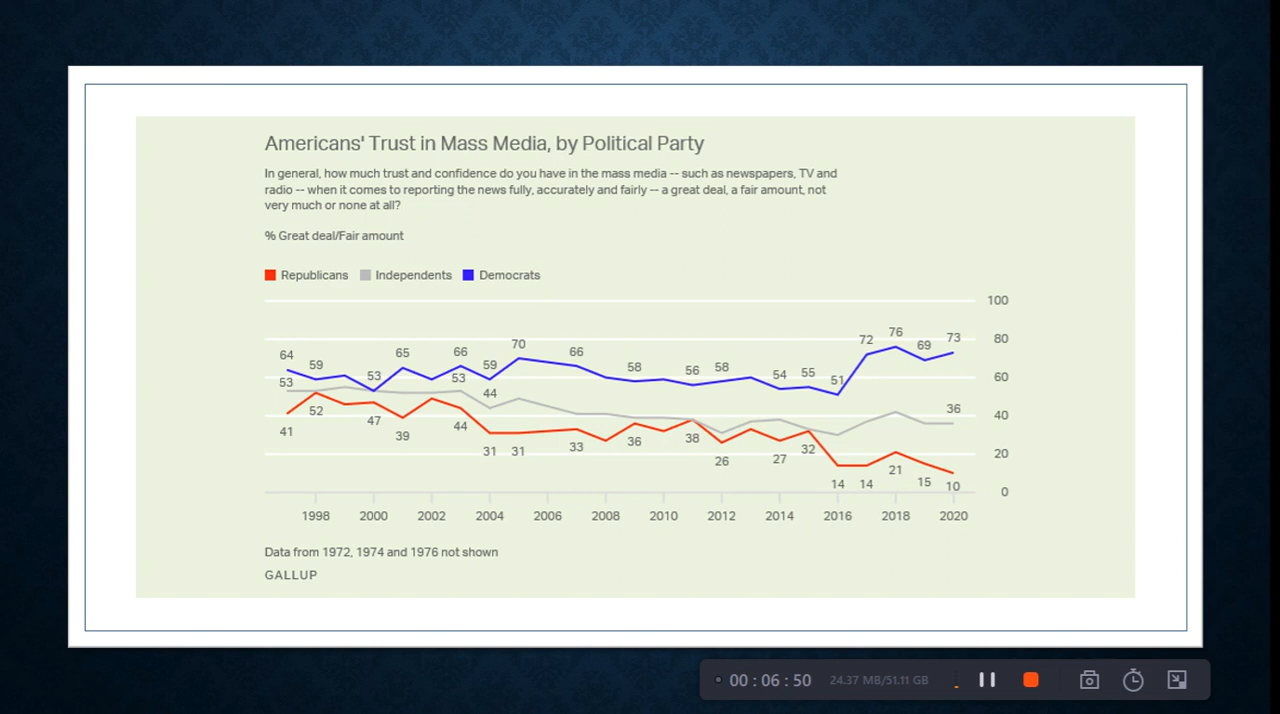 Americans' Trust in Mass Media, by Political Party
In general, how much trust and confidence do you have in the mass media -- such as newspapers, TV and
radio -- when it comes to reporting the news fully, accurately and fairly -- a great deal, a fair amount, not
very much or none at all?
% Great deal/Fair amount
Republicans Independents Democrats
100
80
60
40
20
0
64 59 53 65 66 59 70 66 58 56 58 54 55 51 72 76 69 73
53 53 44 36
41 52 47 39 44 31 31 33 36 38 26 27 32 14 14 21 15 10
1998 2000 2002 2004 2006 2008 2010 2012 2014 2016 2018 2020
Data from 1972, 1974 and 1976 not shown
GALLUP
00 : 06 : 50 24.37 MB/51.11 GB